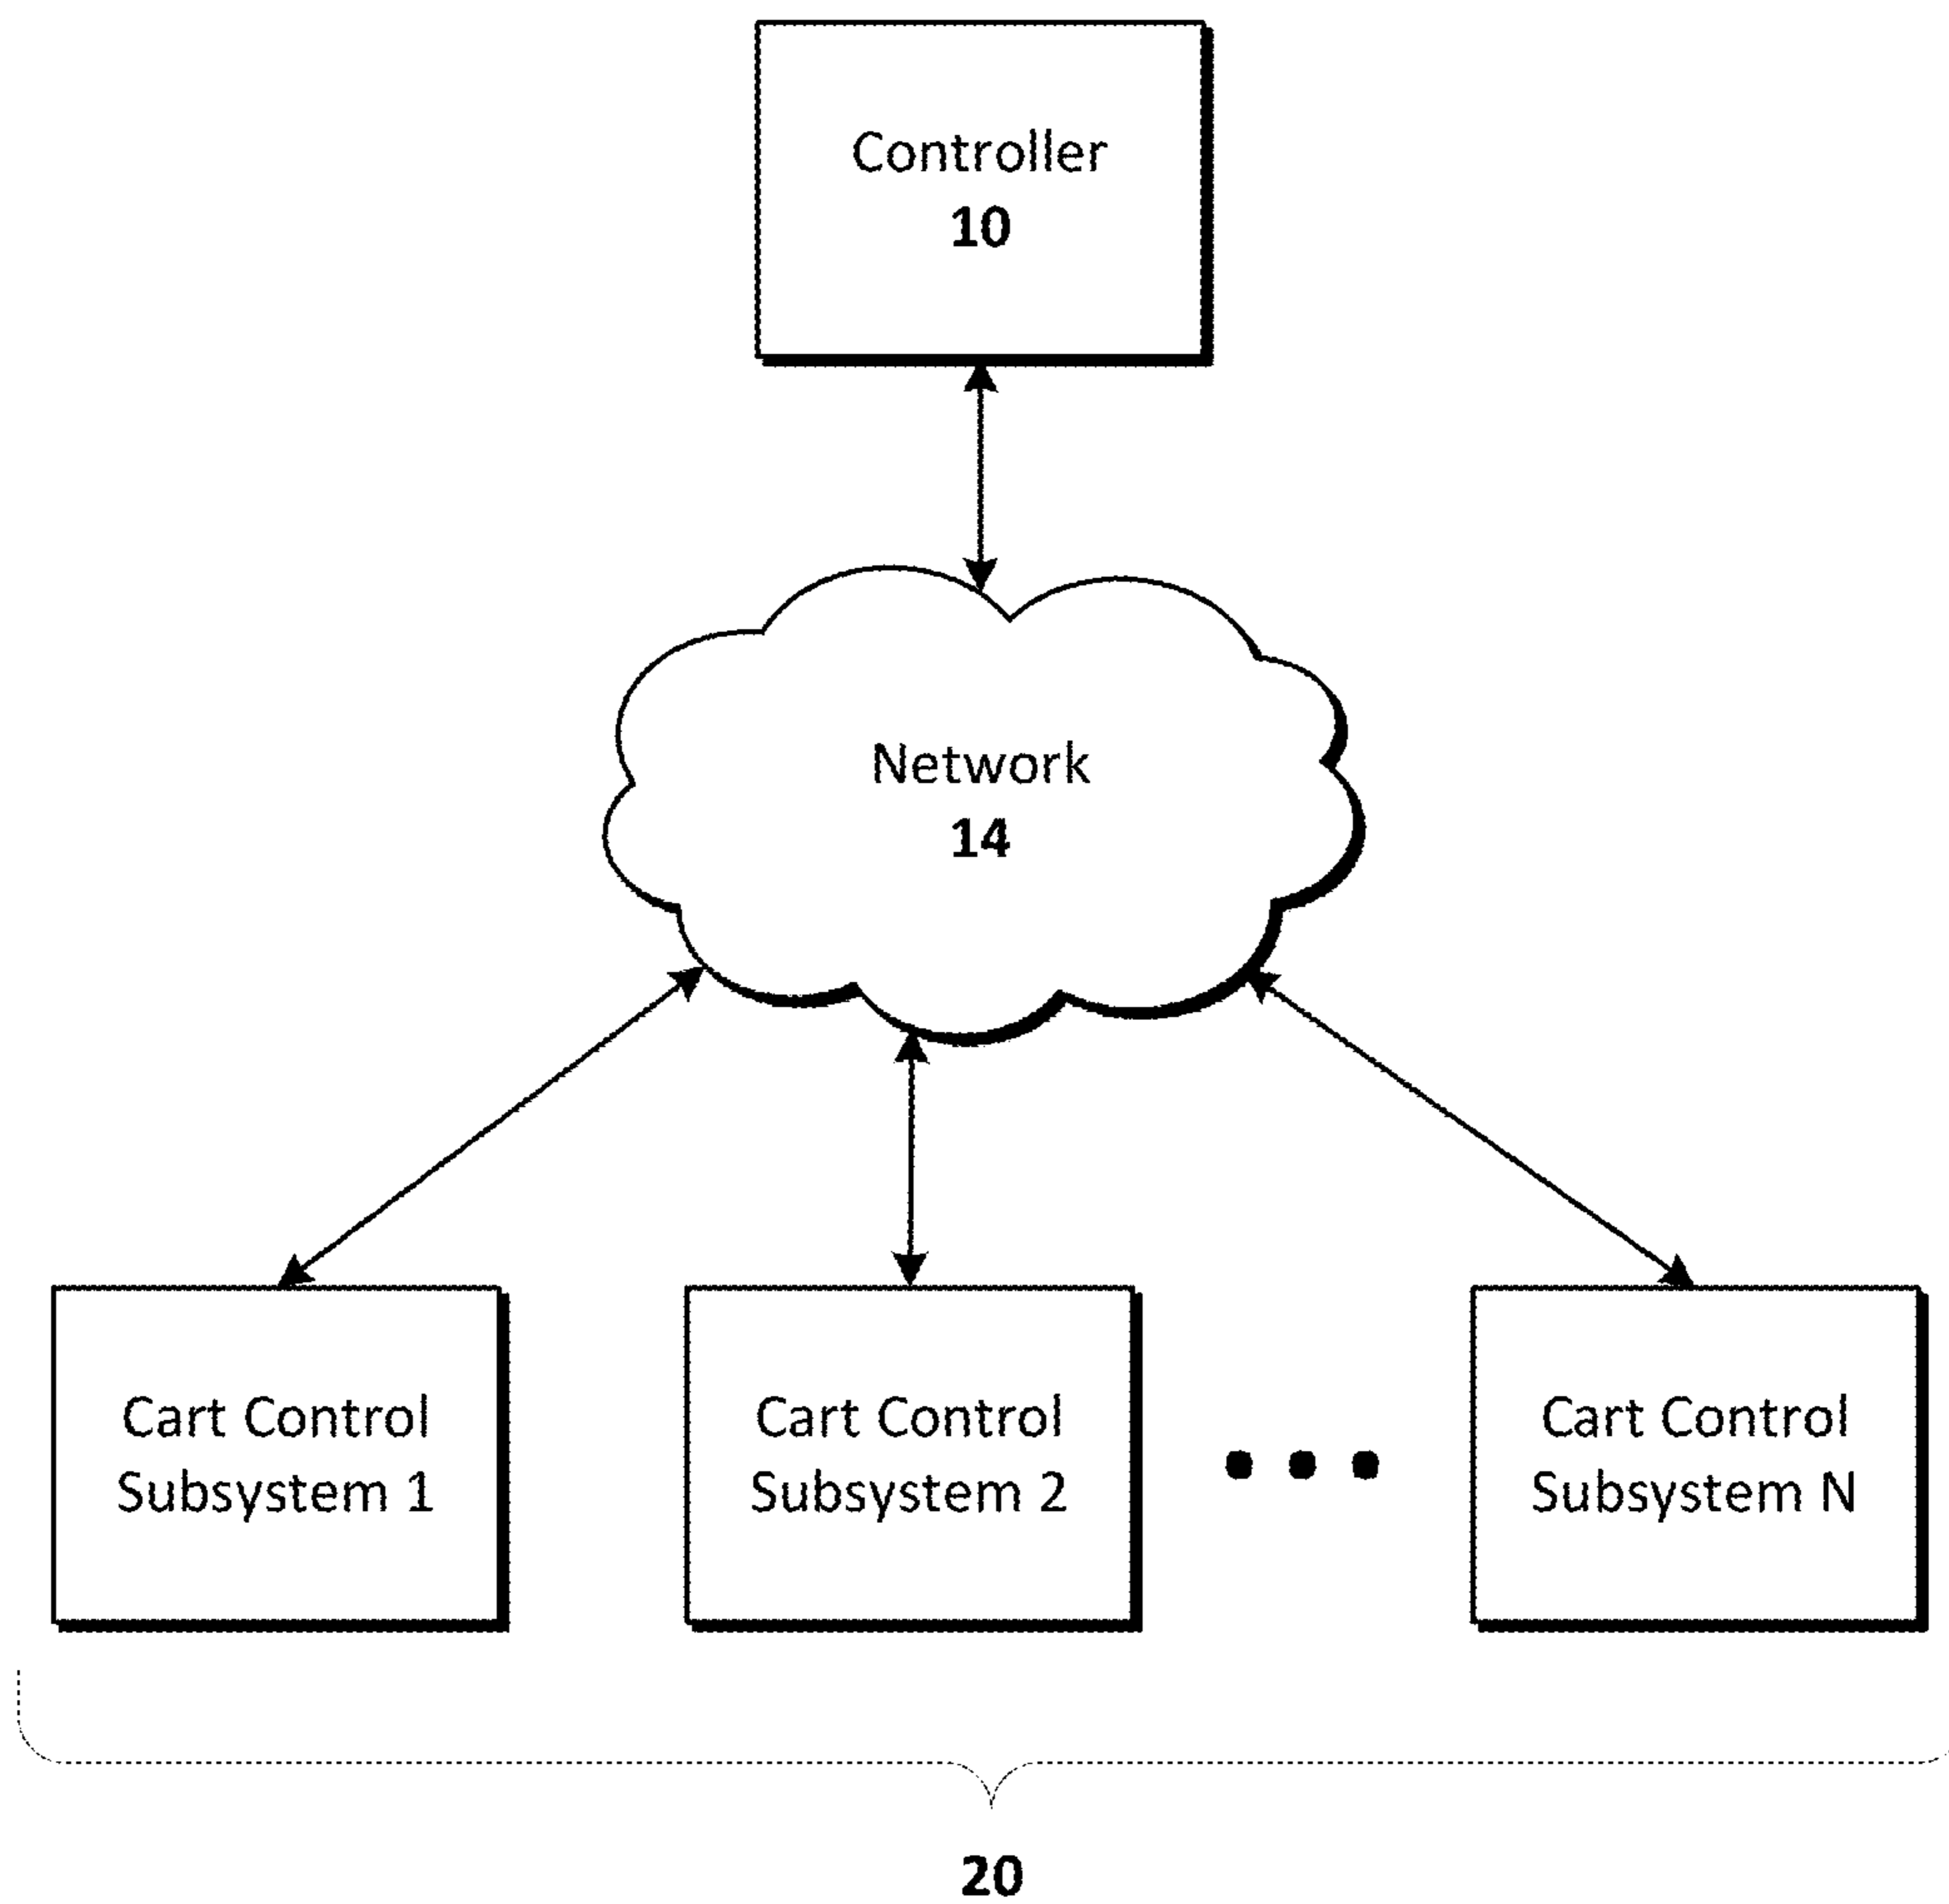 Controller
10
Network
14
Cart Control
Subsystem 1
Cart Control
Subsystem 2
Cart Control
Subsystem N
20